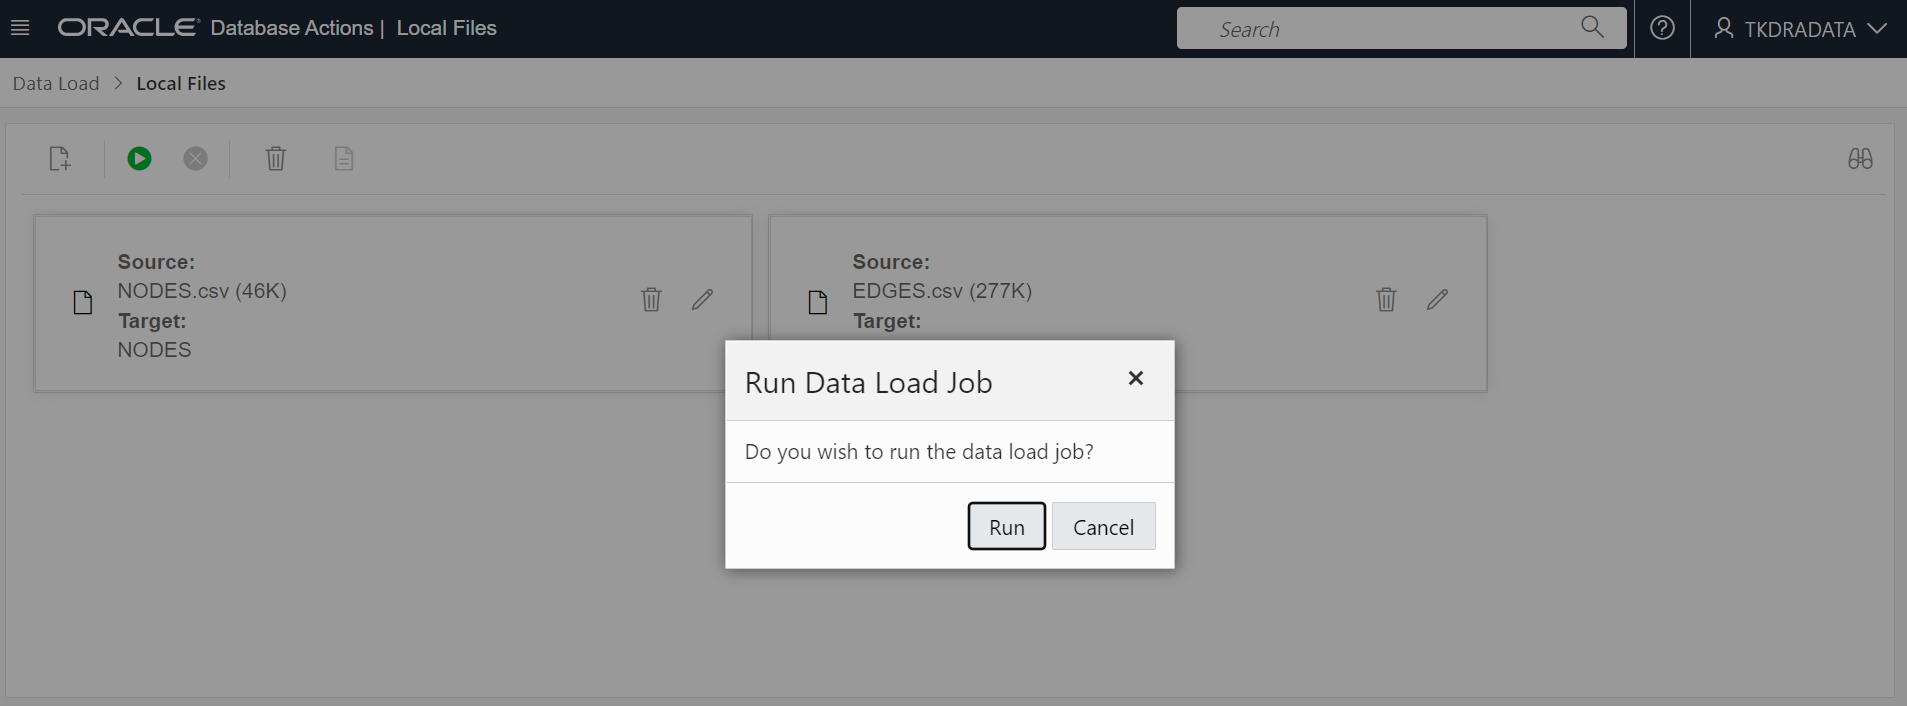 ORACLE® Database Actions | Local Files
Search
TKDRADATA
Data Load > Local Files
Source:
NODES.csv (46K)
Target:
NODES
Source:
EDGES.csv (277K)
Target:
Run Data Load Job
Do you wish to run the data load job?
Run
Cancel